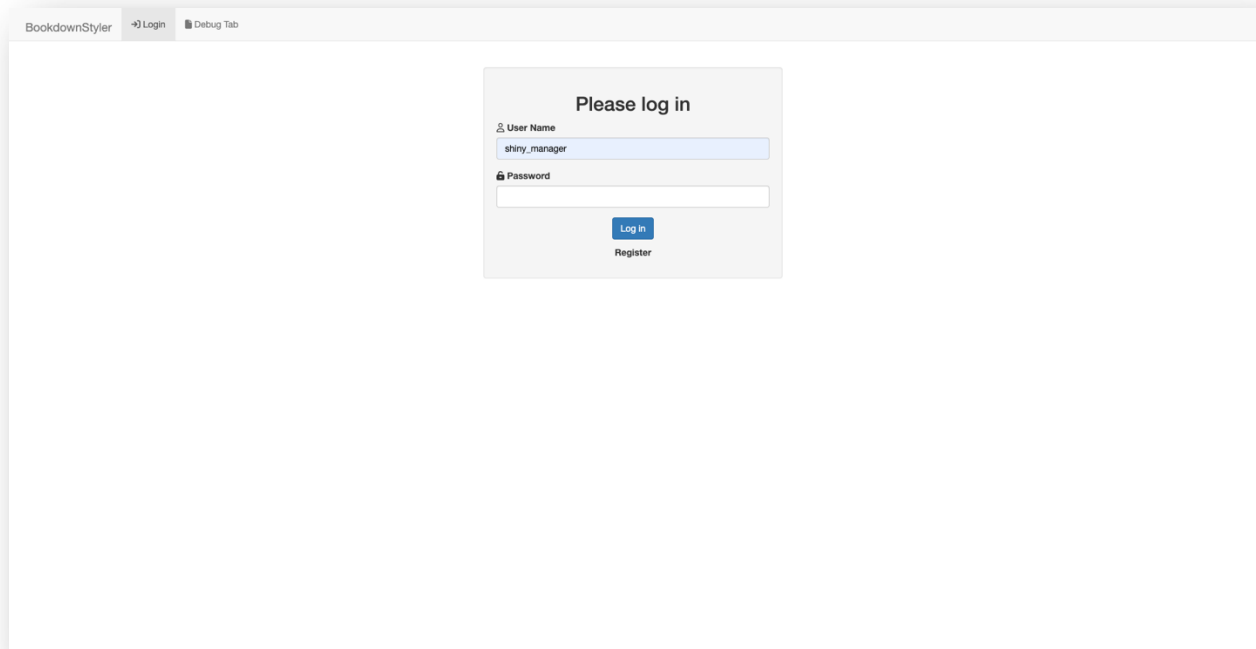 BookdownStyler Login Debug Tab
Please log in
User Name
shiny_manager
Password
Log in
Register